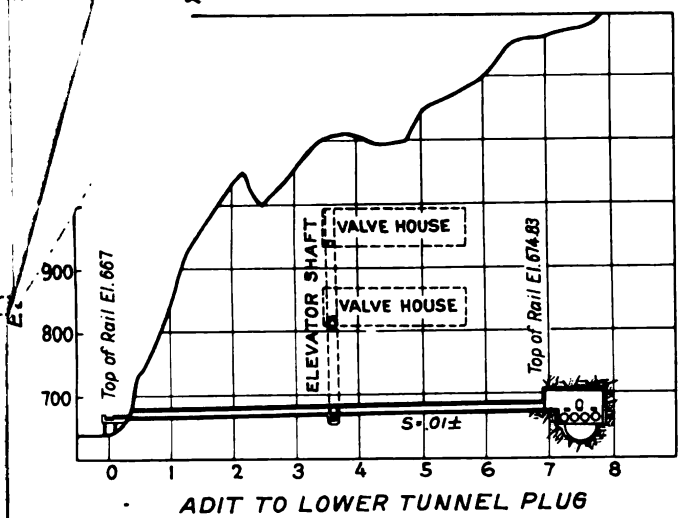 VALVE HOUSE
VALVE HOUSE
ELEVATOR SHAFT
Top of Rail El. 667
Top of Rail El. 674.83
900
800
700
S=.01±
0 1 2 3 4 5 6 7 8
ADIT TO LOWER TUNNEL PLUG